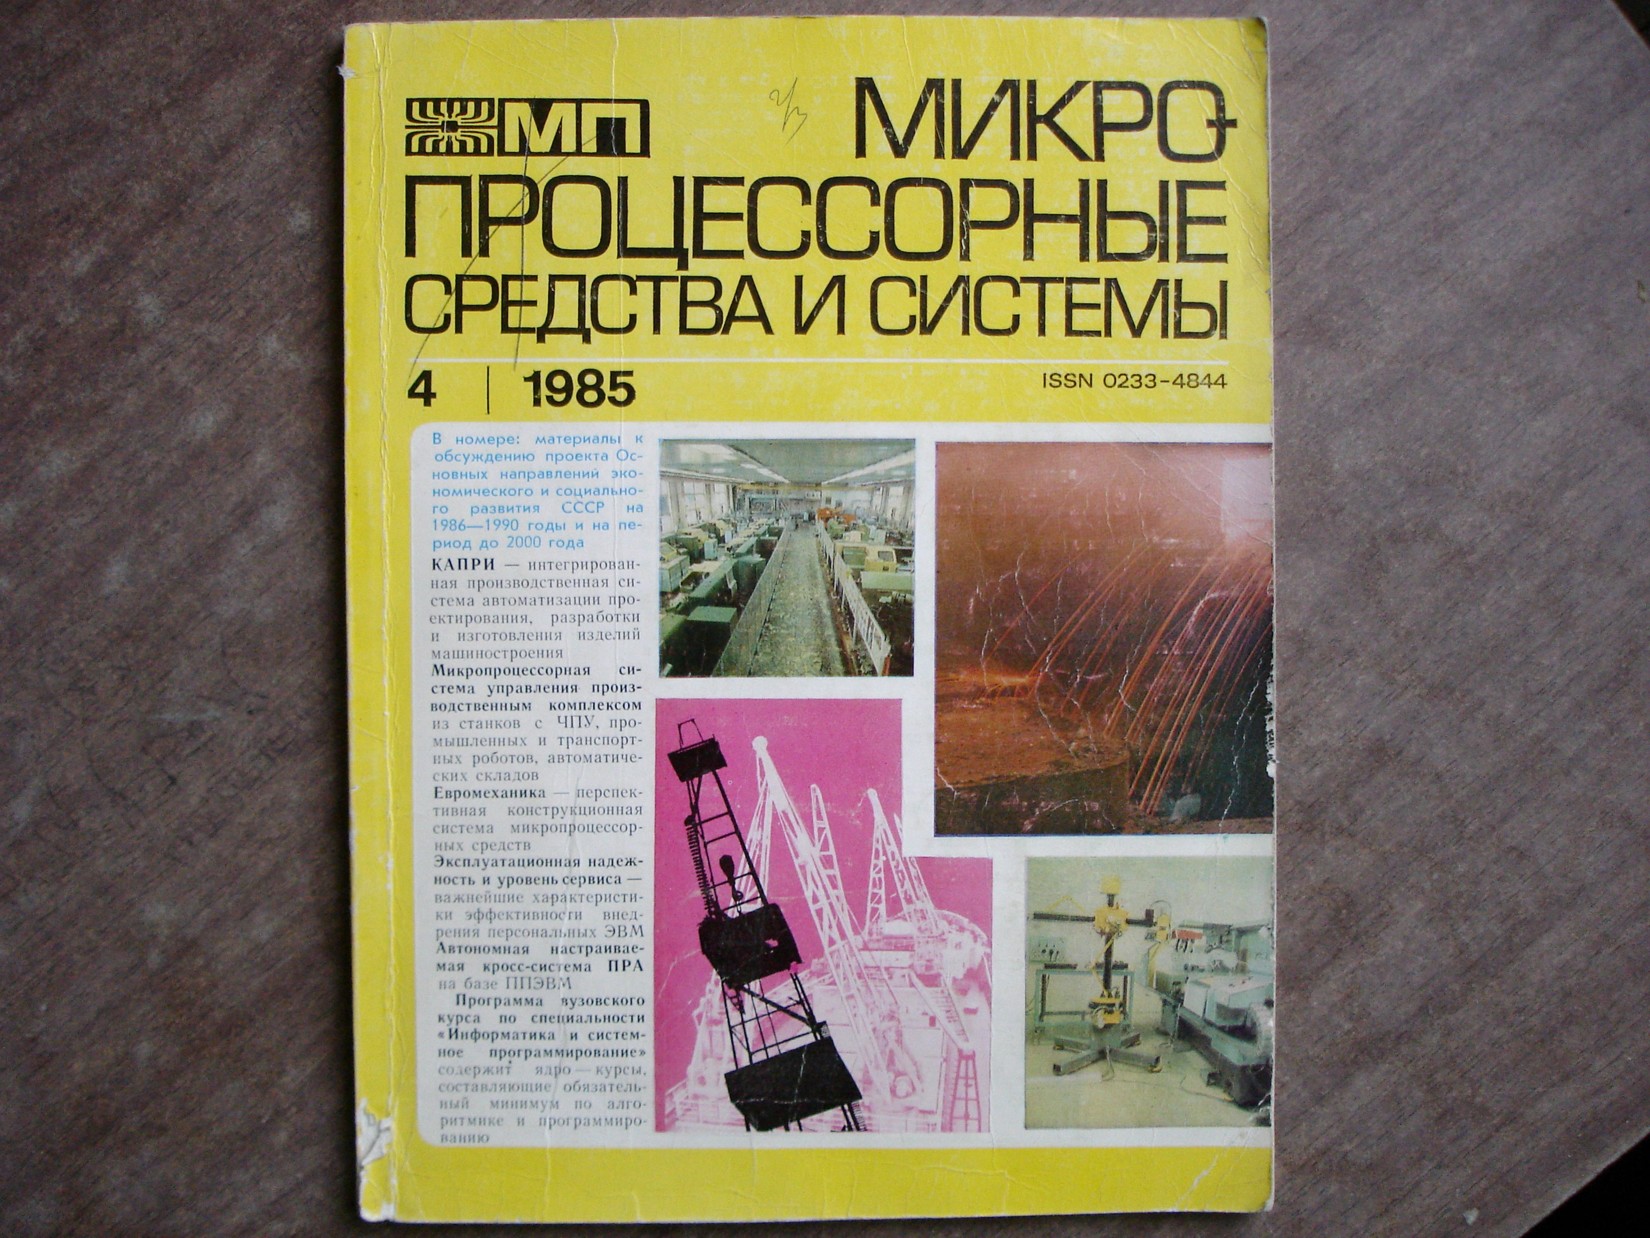 МП
МИКРО-
ПРОЦЕССОРНЫЕ
СРЕДСТВА И СИСТЕМЫ
4 | 1985
ISSN 0233-4844
В номере: материалы к
обсуждению проекта Ос-
новных направлений эко-
номического и социально-
го развития СССР на
1986—1990 годы и на пе-
риод до 2000 года
КАПРИ — интегрирован-
ная производственная си-
стема автоматизации про-
ектирования, разработки
и изготовления изделий
машиностроения
Микропроцессорная си-
стема управления произ-
водственным комплексом
из станков с ЧПУ, про-
мышленных и транспорт-
ных роботов, автоматиче-
ских складов
Евромеханика — перспек-
тивная конструкционная
система микропроцессор-
ных средств
Эксплуатационная надеж-
ность и уровень сервиса —
важнейшие характеристи-
ки эффективности внед-
рения персональных ЭВМ
Автономная настраивае-
мая кросс-система ПРА
на базе ППЭВМ
Программа вузовского
курса по специальности
«Информатика и систем-
ное программирование»
содержит ядро — курсы,
составляющие обязатель-
ный минимум по алго-
ритмике и программиро-
ванию